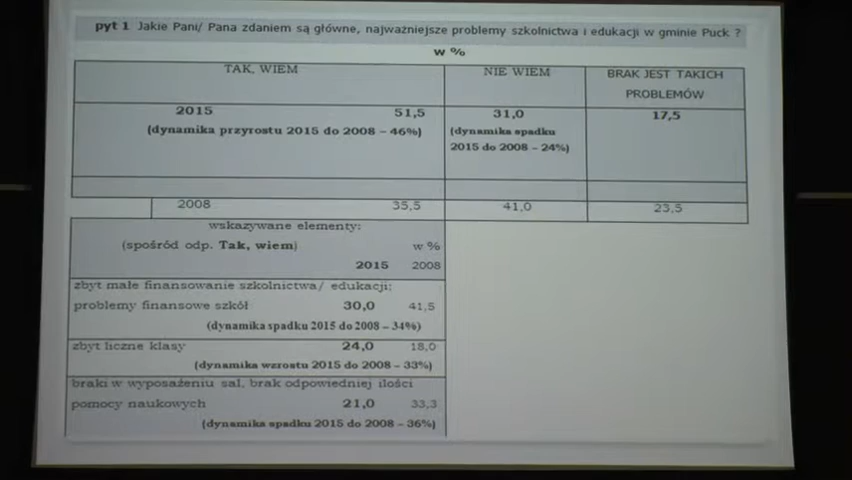 pyt 1 Jakie Pani/ Pana zdaniem są główne, najważniejsze problemy szkolnictwa i edukacji w gminie Puck ?
w %
TAK, WIEM NIE WIEM BRAK JEST TAKICH
PROBLEMÓW
2015 51,5 31,0 17,5
(dynamika przyrostu 2015 do 2008 – 46%) (dynamika spadku
2015 do 2008 – 24%)
2008 35,5 41,0 23,5
wskazywane elementy:
(spośród odp. Tak, wiem) w %
2015 2008
zbyt małe finansowanie szkolnictwa/ edukacji:
problemy finansowe szkół 30,0 41,5
(dynamika spadku 2015 do 2008 – 34%)
zbyt liczne klasy 24,0 18,0
(dynamika wzrostu 2015 do 2008 – 33%)
braki w wyposażeniu sal, brak odpowiedniej ilości
pomocy naukowych 21,0 33,3
(dynamika spadku 2015 do 2008 – 36%)